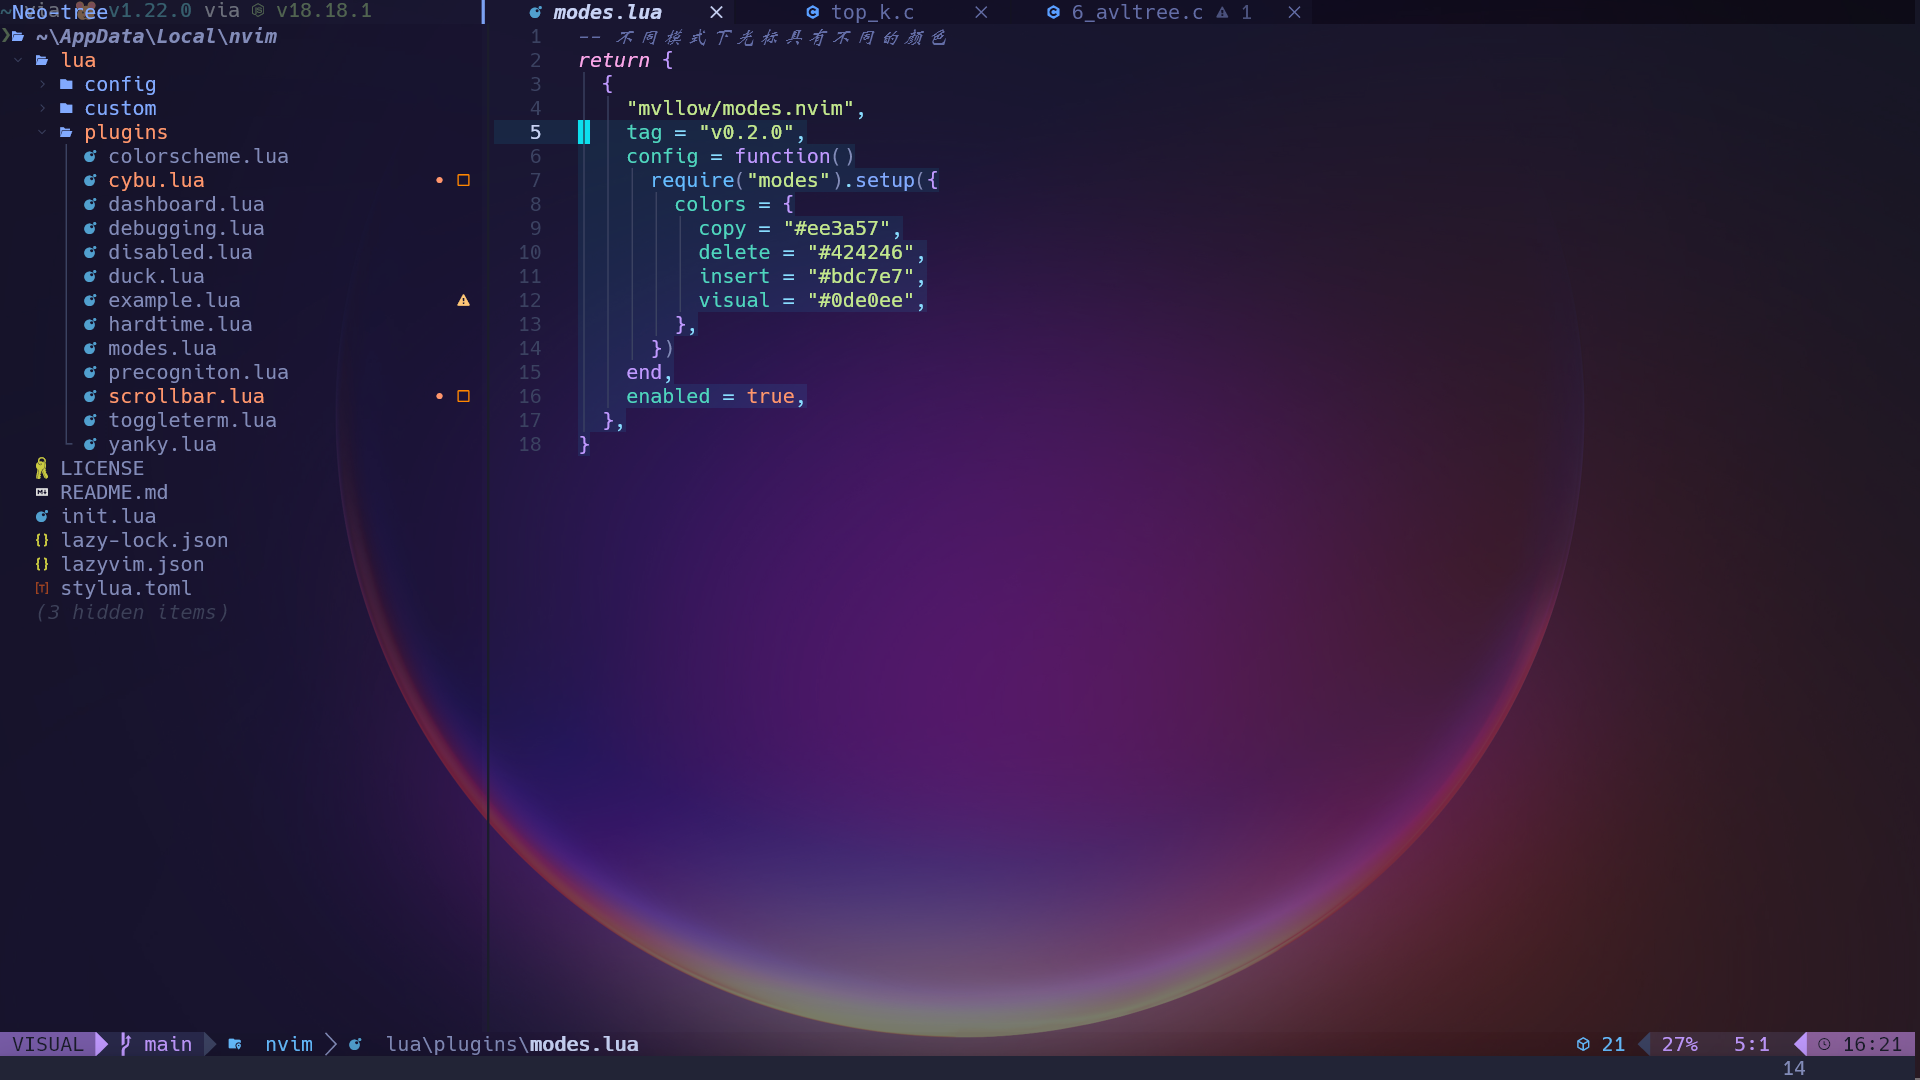 Neo-tree v1.22.0 via v18.18.1
~\AppData\Local\nvim
lua
config
custom
plugins
colorscheme.lua
cybu.lua
dashboard.lua
debugging.lua
disabled.lua
duck.lua
example.lua
hardtime.lua
modes.lua
precogniton.lua
scrollbar.lua
toggleterm.lua
yanky.lua
LICENSE
README.md
init.lua
lazy-lock.json
lazyvim.json
stylua.toml
(3 hidden items)
modes.lua top_k.c 6_avltree.c 1
1 -- 不同模式下光标具有不同的颜色
2 return {
3 {
4 "mvllow/modes.nvim",
5 tag = "v0.2.0",
6 config = function()
7 require("modes").setup({
8 colors = {
9 copy = "#ee3a57",
10 delete = "#424246",
11 insert = "#bdc7e7",
12 visual = "#0de0ee",
13 },
14 })
15 end,
16 enabled = true,
17 },
18 }
VISUAL main nvim lua\plugins\modes.lua 21 27% 5:1 16:21
14